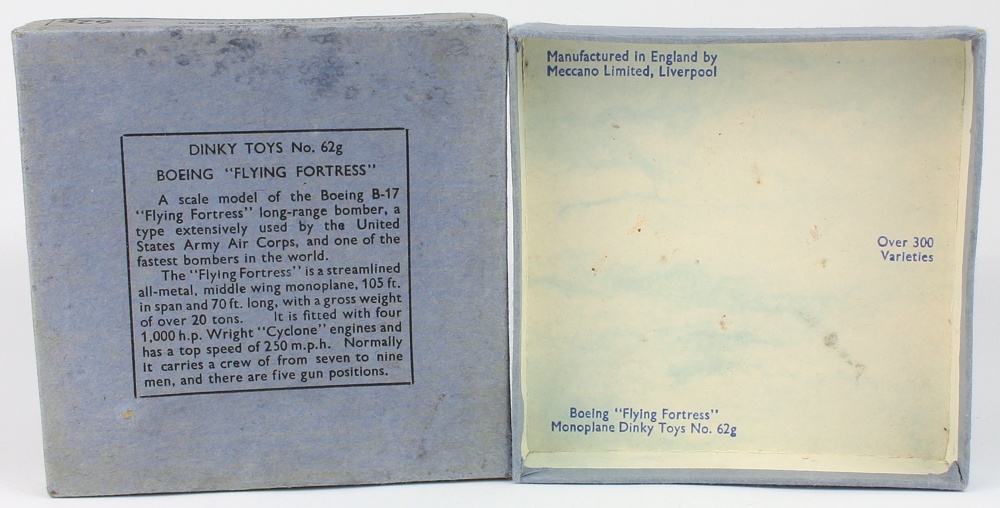 DINKY TOYS No. 62g
BOEING "FLYING FORTRESS"
A scale model of the Boeing B-17
"Flying Fortress" long-range bomber, a
type extensively used by the United
States Army Air Corps, and one of the
fastest bombers in the world.
The "Flying Fortress" is a streamlined
all-metal, middle wing monoplane, 105 ft.
in span and 70 ft. long, with a gross weight
of over 20 tons. It is fitted with four
1,000 h.p. Wright "Cyclone" engines and
has a top speed of 250 m.p.h. Normally
it carries a crew of from seven to nine
men, and there are five gun positions.
Manufactured in England by
Meccano Limited, Liverpool
Over 300
Varieties
Boeing "Flying Fortress"
Monoplane Dinky Toys No. 62g